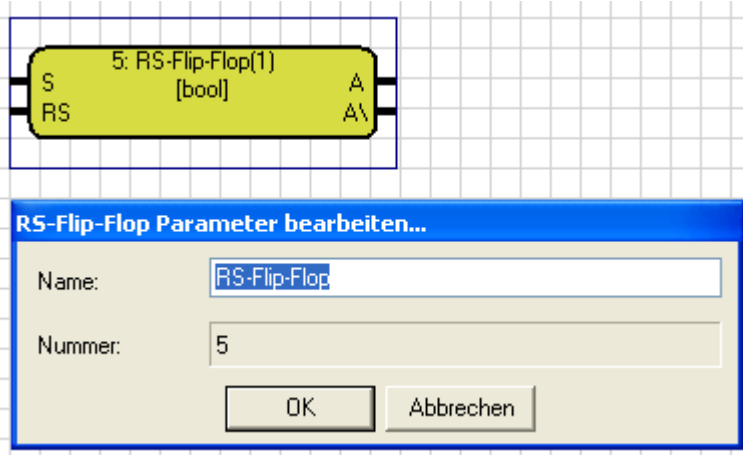 5: RS-Flip-Flop(1)
S [bool] A
RS A\
RS-Flip-Flop Parameter bearbeiten...
Name: RS-Flip-Flop
Nummer: 5
OK Abbrechen